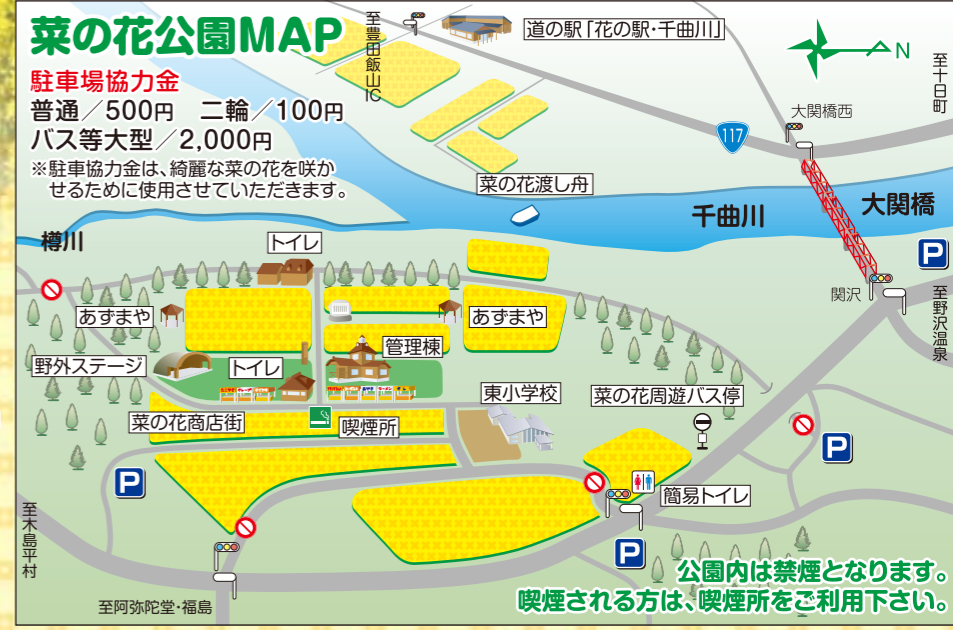 菜の花公園MAP
駐車場協力金
普通／500円　二輪／100円
バス等大型／2,000円
※駐車協力金は、綺麗な菜の花を咲か
せるために使用させていただきます。
至豊田飯山IC
道の駅「花の駅・千曲川」
N
至十日町
大関橋西
117
菜の花渡し舟
千曲川
大関橋
P
樽川
トイレ
関沢
至野沢温泉
あずまや
あずまや
管理棟
野外ステージ
トイレ
東小学校
菜の花周遊バス停
菜の花商店街
喫煙所
P
P
簡易トイレ
至木島平村
P
至阿弥陀堂・福島
公園内は禁煙となります。
喫煙される方は、喫煙所をご利用下さい。